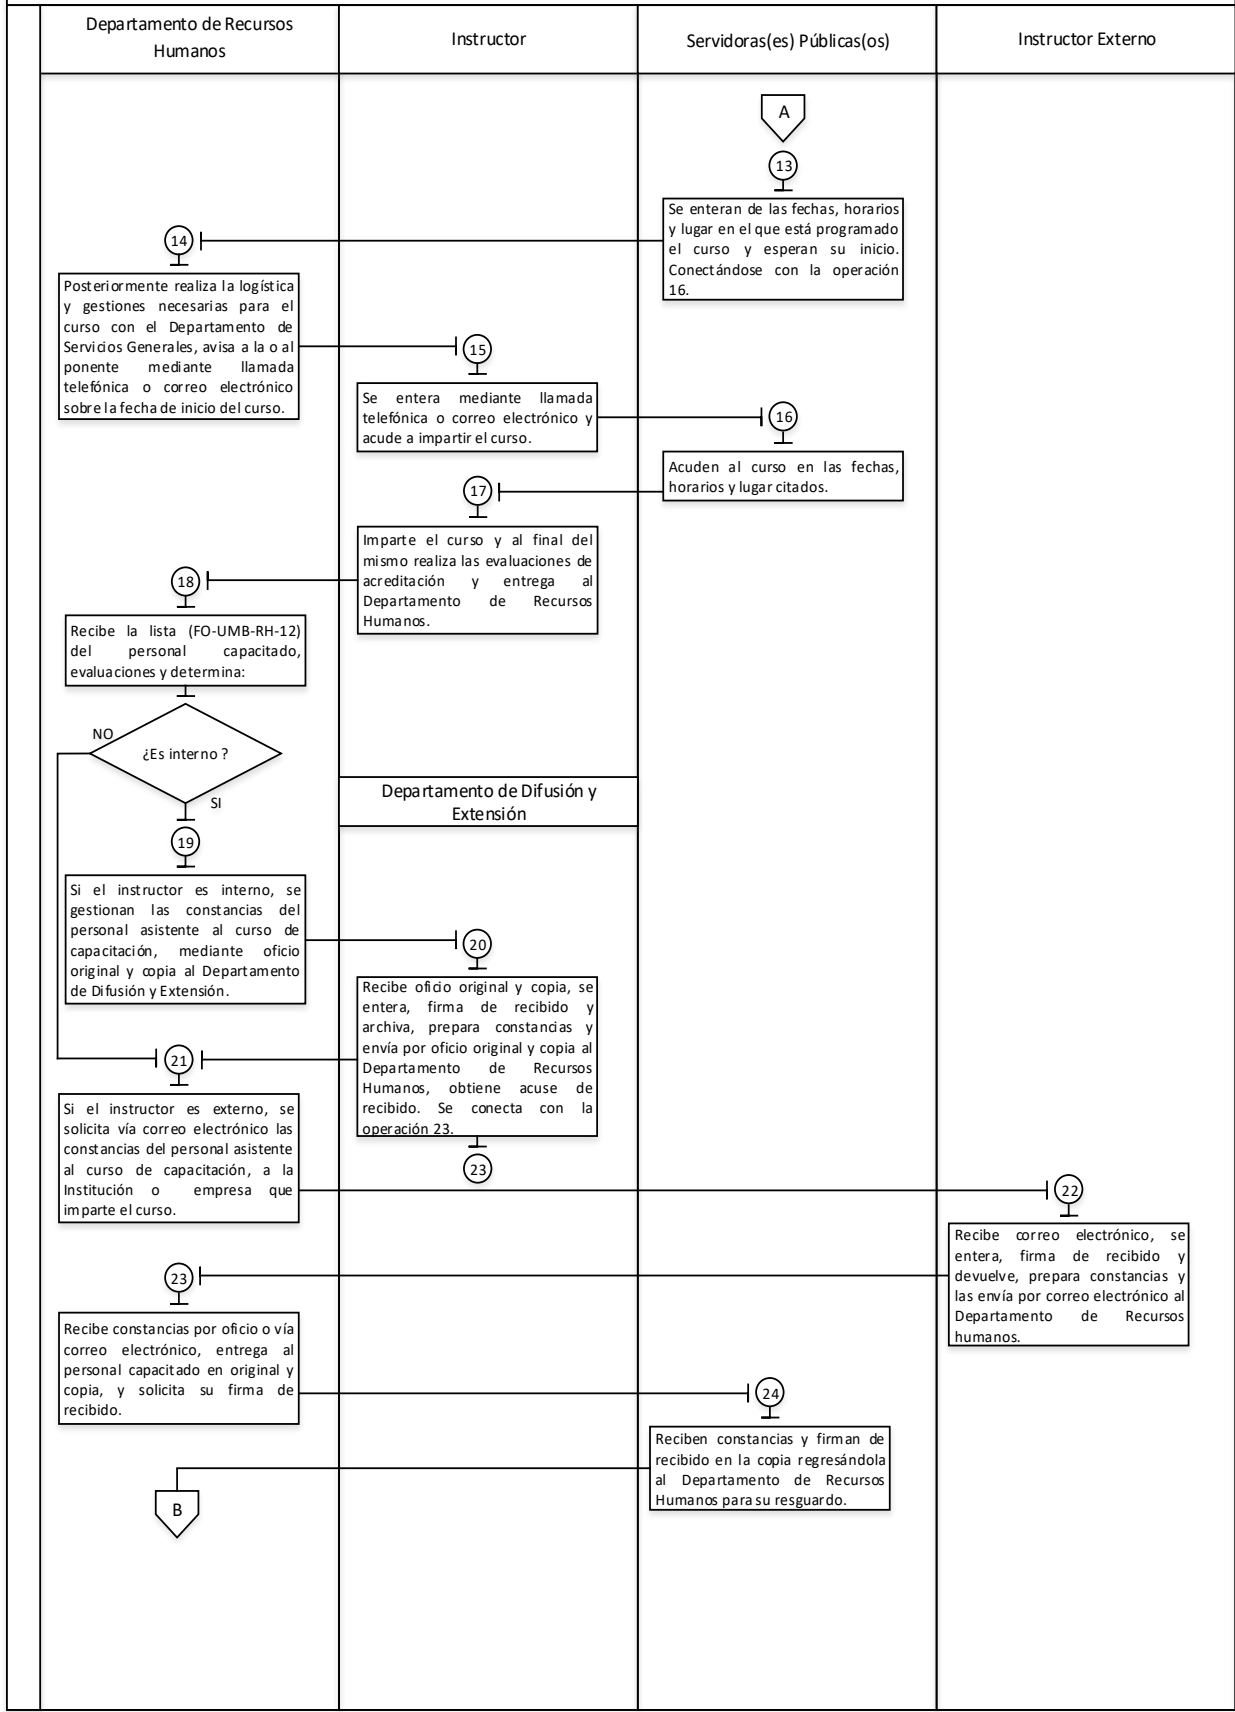 Departamento de Recursos
Humanos
Instructor
Servidoras(es) Públicas(os)
Instructor Externo
A
13
Se enteran de las fechas, horarios
y lugar en el que está programado
el curso y esperan su inicio.
Conectándose con la operación
16.
14
Posteriormente realiza la logística
y gestiones necesarias para el
curso con el Departamento de
Servicios Generales, avisa a la o al
ponente mediante llamada
telefónica o correo electrónico
sobre la fecha de inicio del curso.
15
Se entera mediante llamada
telefónica o correo electrónico y
acude a impartir el curso.
16
Acuden al curso en las fechas,
horarios y lugar citados.
17
Imparte el curso y al final del
mismo realiza las evaluaciones de
acreditación y entrega al
Departamento de Recursos
Humanos.
18
Recibe la lista (FO-UMB-RH-12)
del personal capacitado,
evaluaciones y determina:
NO
¿Es interno ?
SI
Departamento de Difusión y
Extensión
19
Si el instructor es interno, se
gestionan las constancias del
personal asistente al curso de
capacitación, mediante oficio
original y copia al Departamento
de Difusión y Extensión.
20
Recibe oficio original y copia, se
entera, firma de recibido y
archiva, prepara constancias y
envía por oficio original y copia al
Departamento de Recursos
Humanos, obtiene acuse de
recibido. Se conecta con la
operación 23.
23
21
Si el instructor es externo, se
solicita vía correo electrónico las
constancias del personal asistente
al curso de capacitación, a la
Institución o empresa que
imparte el curso.
22
Recibe correo electrónico, se
entera, firma de recibido y
devuelve, prepara constancias y
las envía por correo electrónico al
Departamento de Recursos
humanos.
23
Recibe constancias por oficio o vía
correo electrónico, entrega al
personal capacitado en original y
copia, y solicita su firma de
recibido.
24
Reciben constancias y firman de
recibido en la copia regresándola
al Departamento de Recursos
Humanos para su resguardo.
B